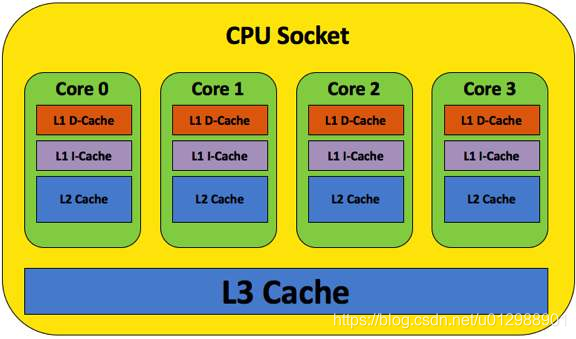 CPU Socket
Core 0
Core 1
Core 2
Core 3
L1 D-Cache
L1 D-Cache
L1 D-Cache
L1 D-Cache
L1 I-Cache
L1 I-Cache
L1 I-Cache
L1 I-Cache
L2 Cache
L2 Cache
L2 Cache
L2 Cache
L3 Cache
https://blog.csdn.net/u012988901